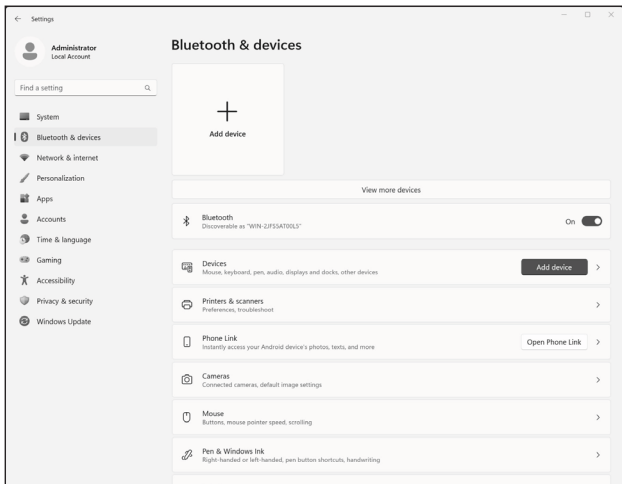 Settings
Administrator
Local Account
Find a setting
System
Bluetooth & devices
Network & internet
Personalization
Apps
Accounts
Time & language
Gaming
Accessibility
Privacy & security
Windows Update
Bluetooth & devices
Add device
View more devices
Bluetooth
Discoverable as "WIN-2JFSSAT00LS"
On
Devices
Mouse, keyboard, pen, audio, displays and docks, other devices
Add device
Printers & scanners
Preferences, troubleshoot
Phone Link
Instantly access your Android device's photos, texts, and more
Open Phone Link
Cameras
Connected cameras, default image settings
Mouse
Buttons, mouse pointer speed, scrolling
Pen & Windows Ink
Right-handed or left-handed, pen button shortcuts, handwriting